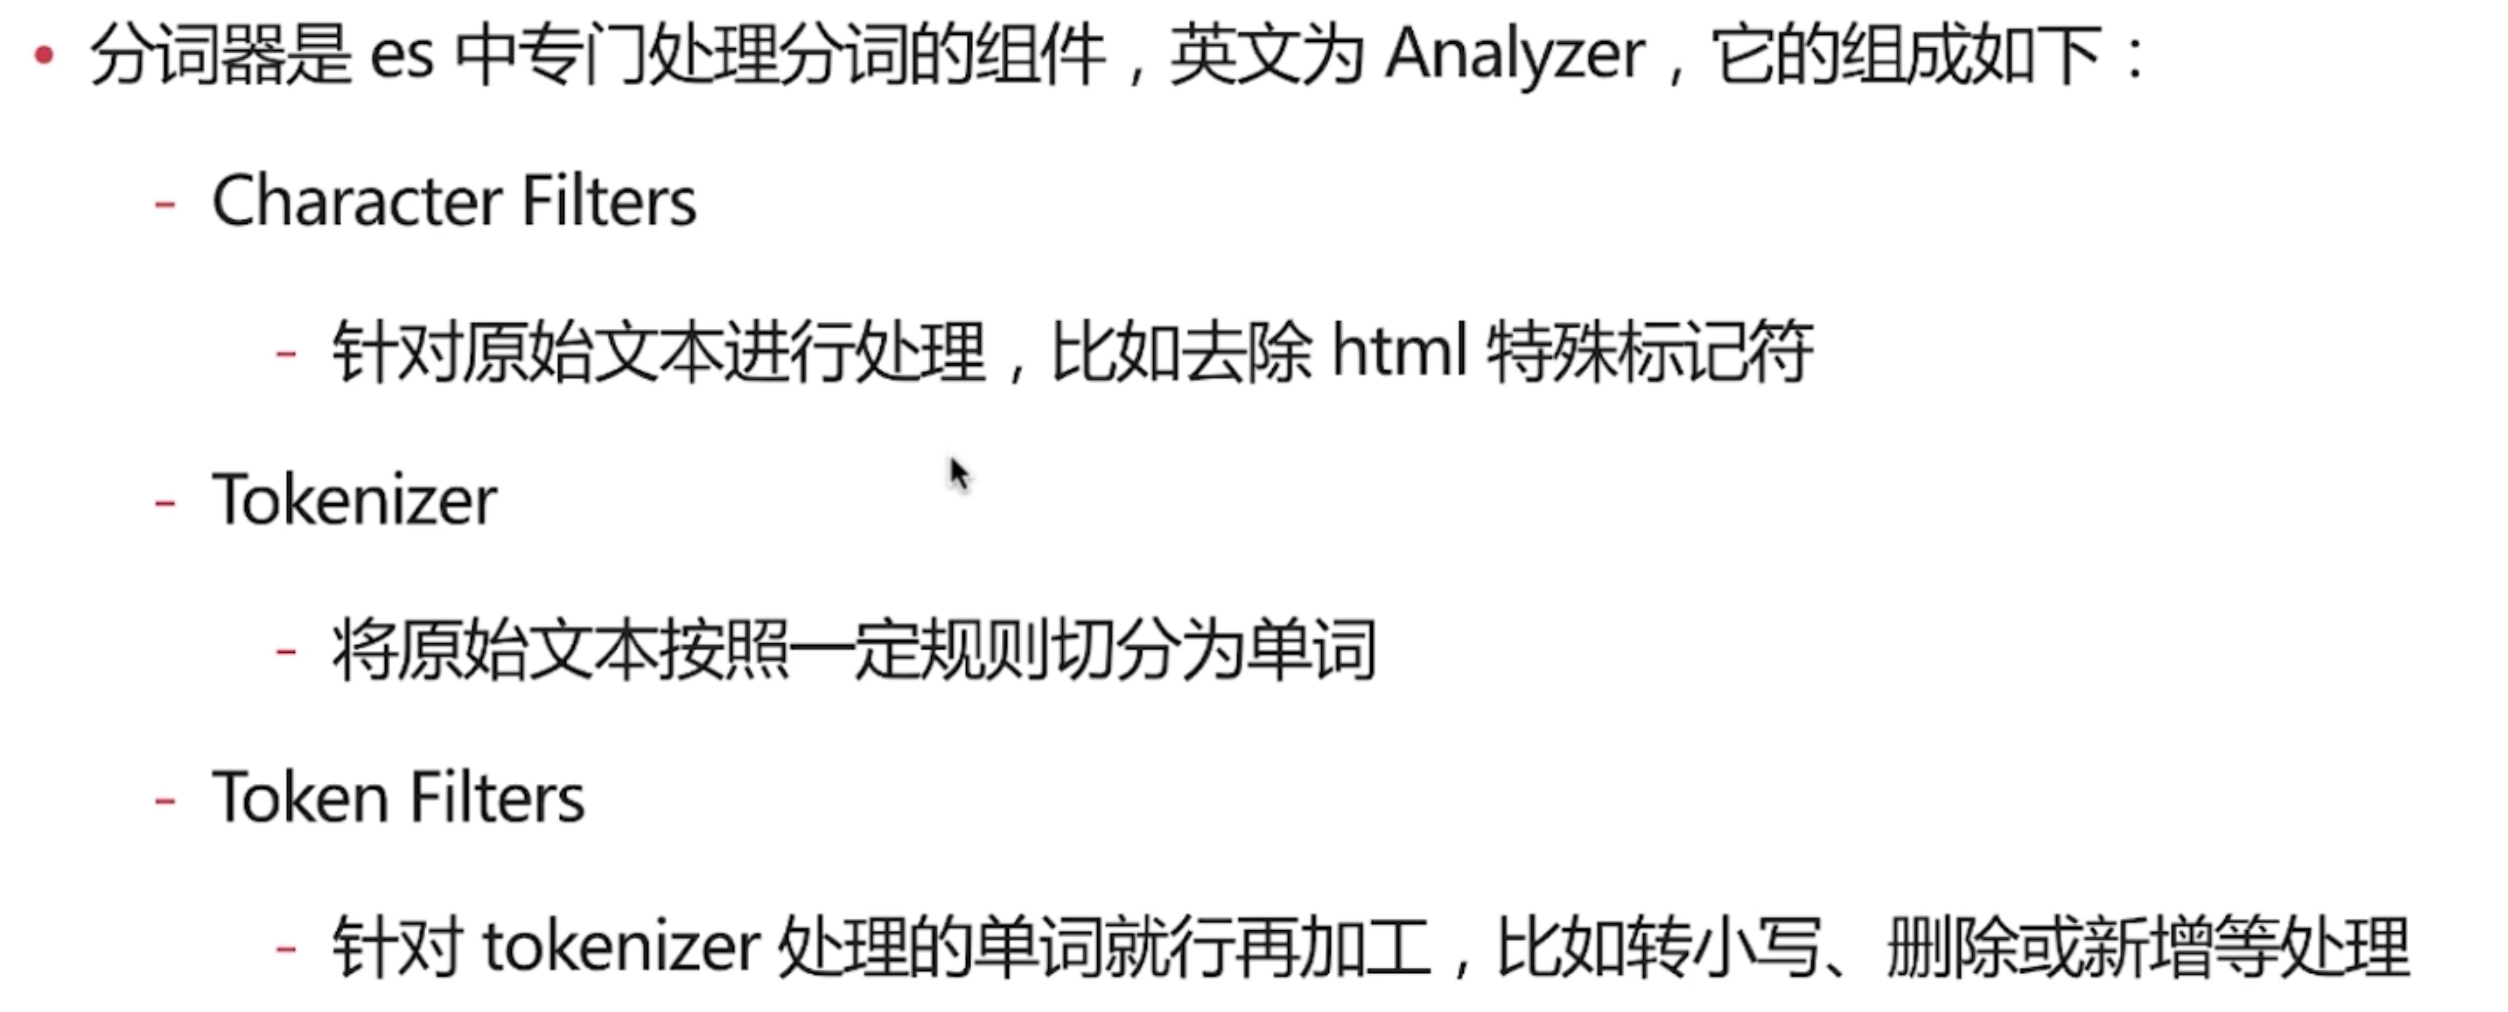 • 分词器是 es 中专门处理分词的组件，英文为 Analyzer，它的组成如下：
- Character Filters
- 针对原始文本进行处理，比如去除 html 特殊标记符
- Tokenizer
- 将原始文本按照一定规则切分为单词
- Token Filters
- 针对 tokenizer 处理的单词就行再加工，比如转小写、删除或新增等处理